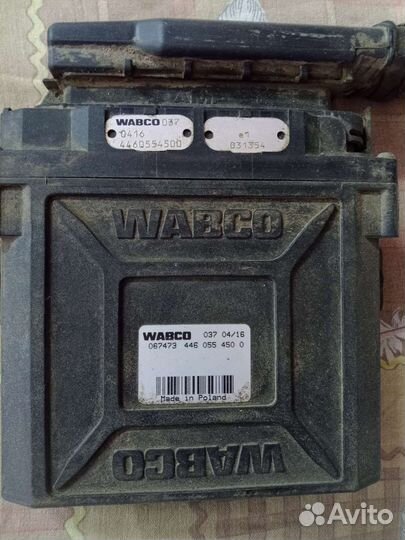 WABCO 037
0416
4460554500
e1
031354
WABCO
WABCO 037 04/16
067473 446 055 450 0
Made in Poland
WABCO
Avito